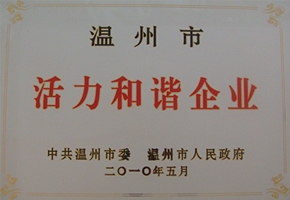 温州市
活力和谐企业
中共温州市委 温州市人民政府
二〇一〇年五月